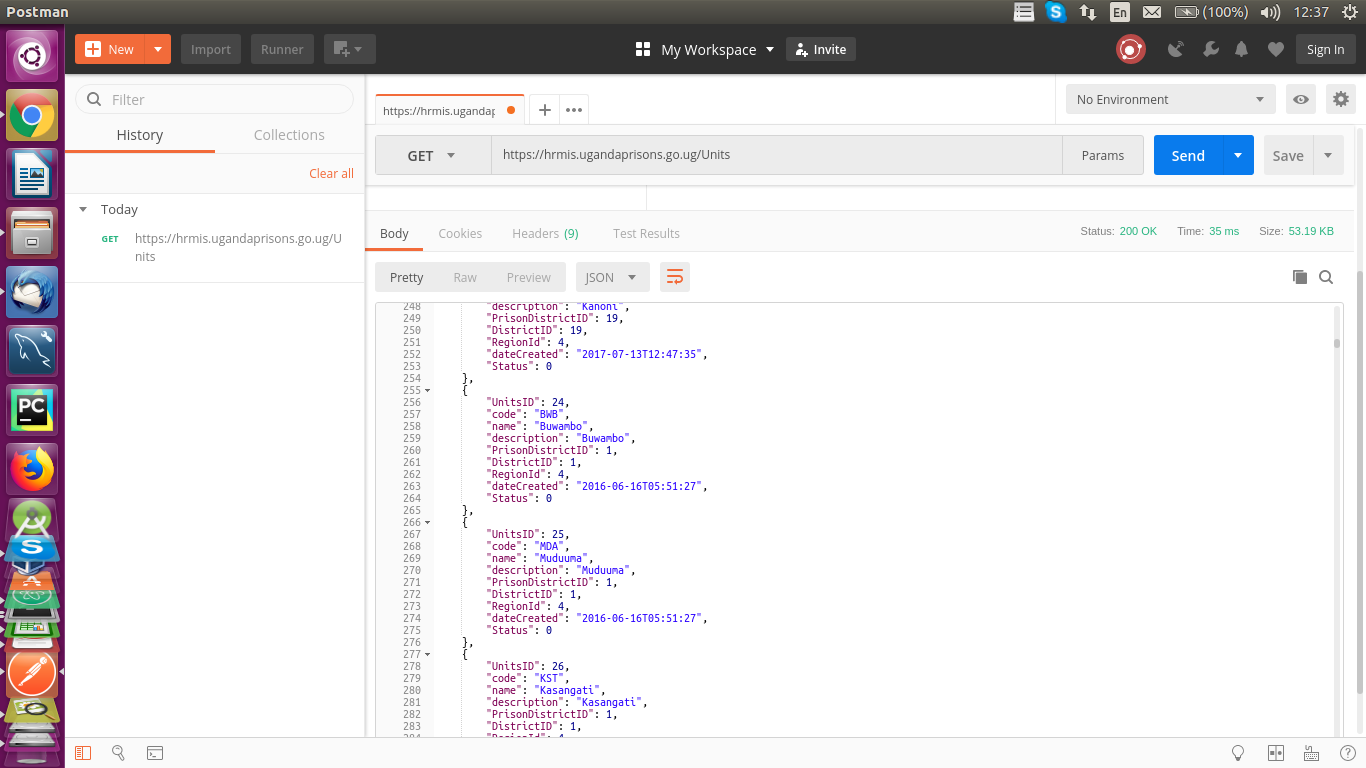 Postman
En
(100%)
12:37
New
Import
Runner
My Workspace
Invite
Sign In
Filter
History
Collections
Clear all
Today
GET
https://hrmis.ugandaprisons.go.ug/U
nits
https://hrmis.ugandap
No Environment
GET
https://hrmis.ugandaprisons.go.ug/Units
Params
Send
Save
Body
Cookies
Headers (9)
Test Results
Status: 200 OK
Time: 35 ms
Size: 53.19 KB
Pretty
Raw
Preview
JSON
248 "description": "Kanoni",
249 "PrisonDistrictID": 19,
250 "DistrictID": 19,
251 "RegionId": 4,
252 "dateCreated": "2017-07-13T12:47:35",
253 "Status": 0
254 },
255 {
256 "UnitsID": 24,
257 "code": "BWB",
258 "name": "Buwambo",
259 "description": "Buwambo",
260 "PrisonDistrictID": 1,
261 "DistrictID": 1,
262 "RegionId": 4,
263 "dateCreated": "2016-06-16T05:51:27",
264 "Status": 0
265 },
266 {
267 "UnitsID": 25,
268 "code": "MDA",
269 "name": "Muduuma",
270 "description": "Muduuma",
271 "PrisonDistrictID": 1,
272 "DistrictID": 1,
273 "RegionId": 4,
274 "dateCreated": "2016-06-16T05:51:27",
275 "Status": 0
276 },
277 {
278 "UnitsID": 26,
279 "code": "KST",
280 "name": "Kasangati",
281 "description": "Kasangati",
282 "PrisonDistrictID": 1,
283 "DistrictID": 1,
284 "RegionId": 4,